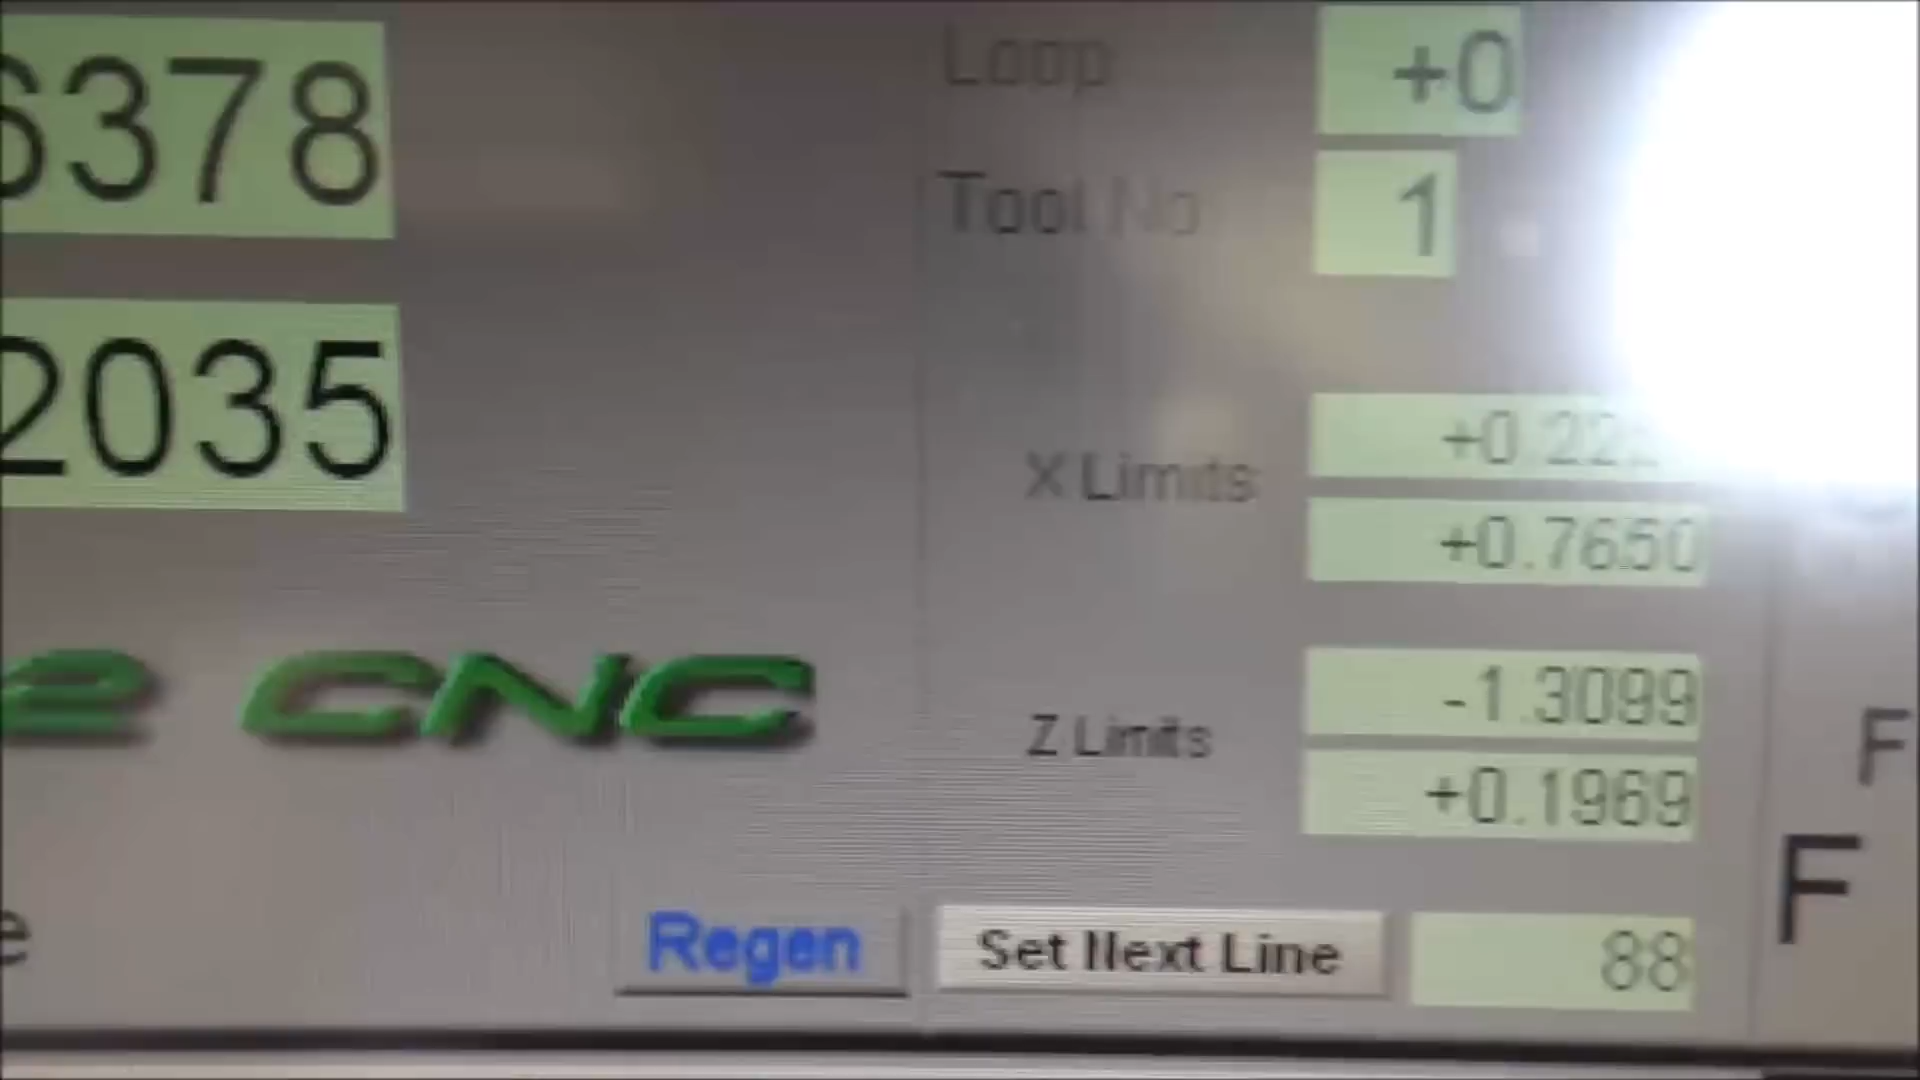 6378
2035
2 CNC
e
Regen
Loop +0
Tool No 1
X Limits
+0.7650
Z Limits -1.3099
+0.1969
Set Next Line 88
F
F